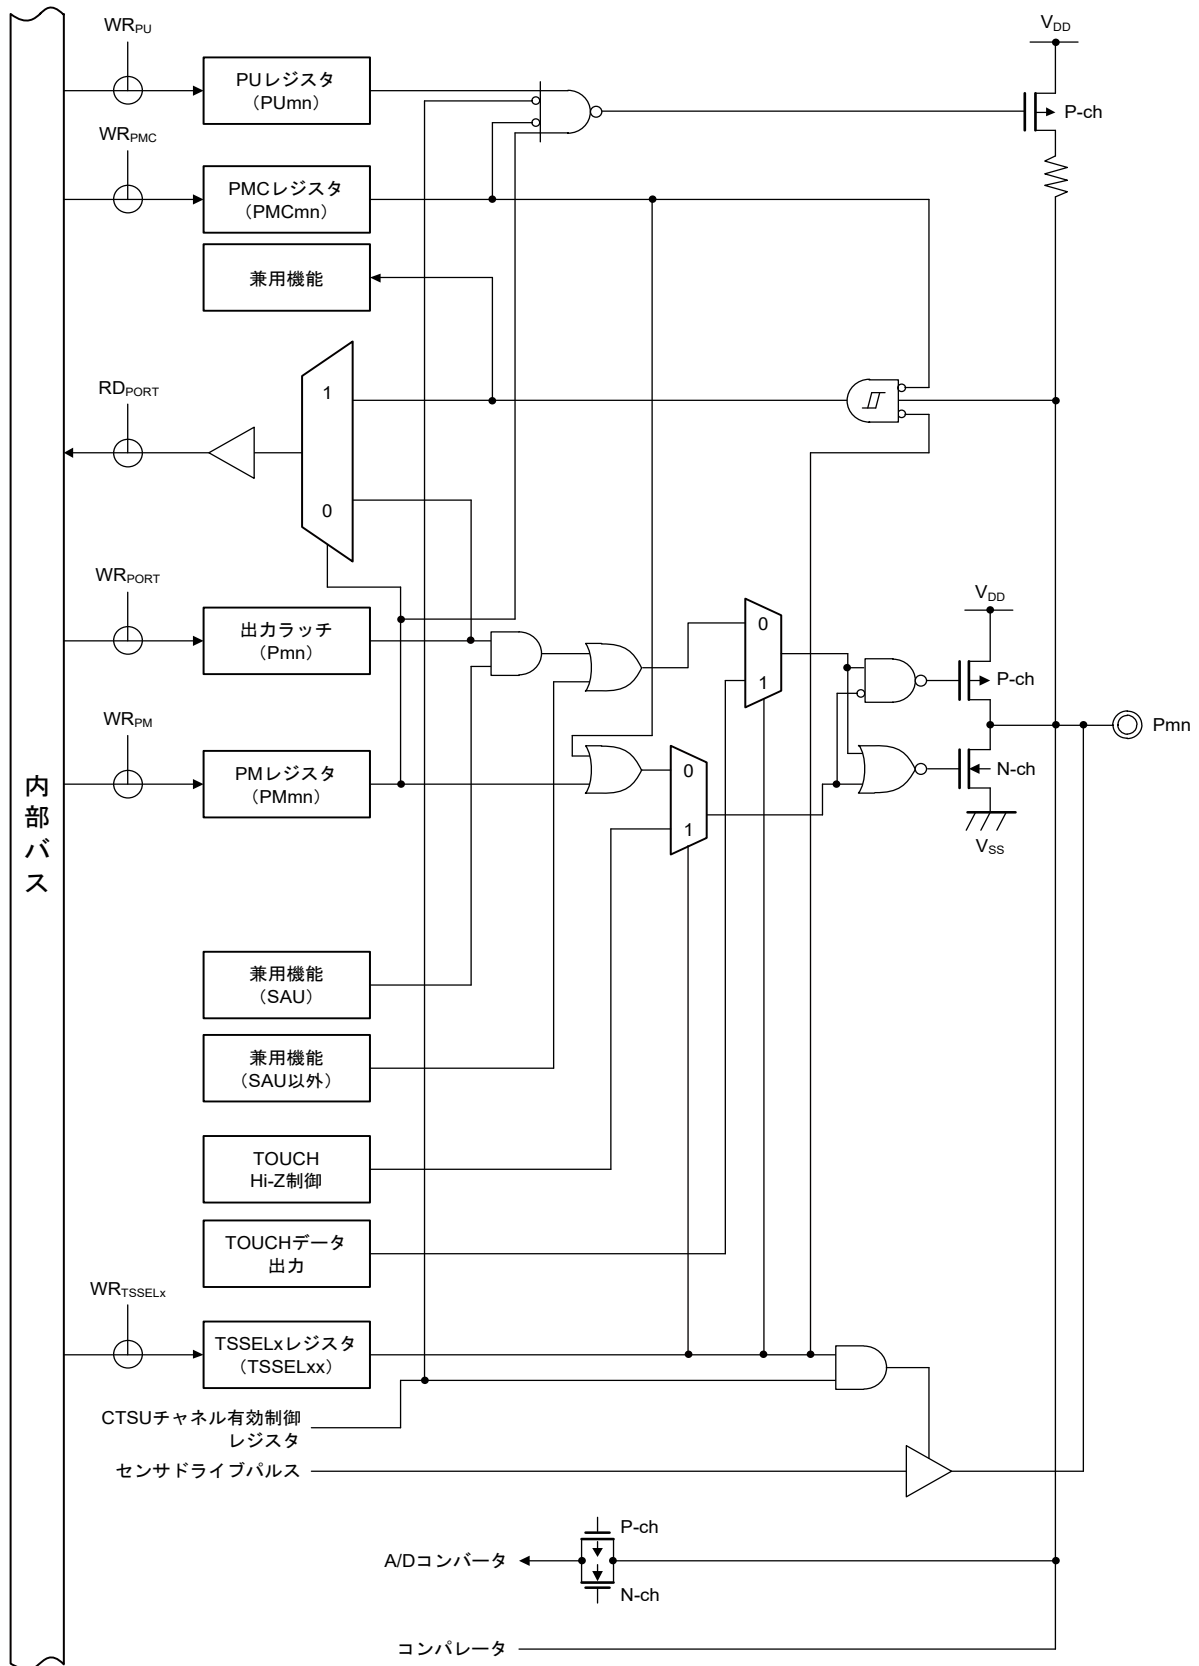 WRPU
VDD
PUレジスタ
(PUmn)
P-ch
WRPMC
PMCレジスタ
(PMCmn)
兼用機能
RDPORT
1
0
WRPORT
出力ラッチ
(Pmn)
0
1
VDD
P-ch
Pmn
WRPM
PMレジスタ
(PMmn)
0
1
N-ch
VSS
内部バス
兼用機能
(SAU)
兼用機能
(SAU以外)
TOUCH
Hi-Z制御
TOUCHデータ
出力
WRTSSELx
TSSELxレジスタ
(TSSELxx)
CTSUチャネル有効制御
レジスタ
センサドライブパルス
P-ch
A/Dコンバータ
N-ch
コンパレータ